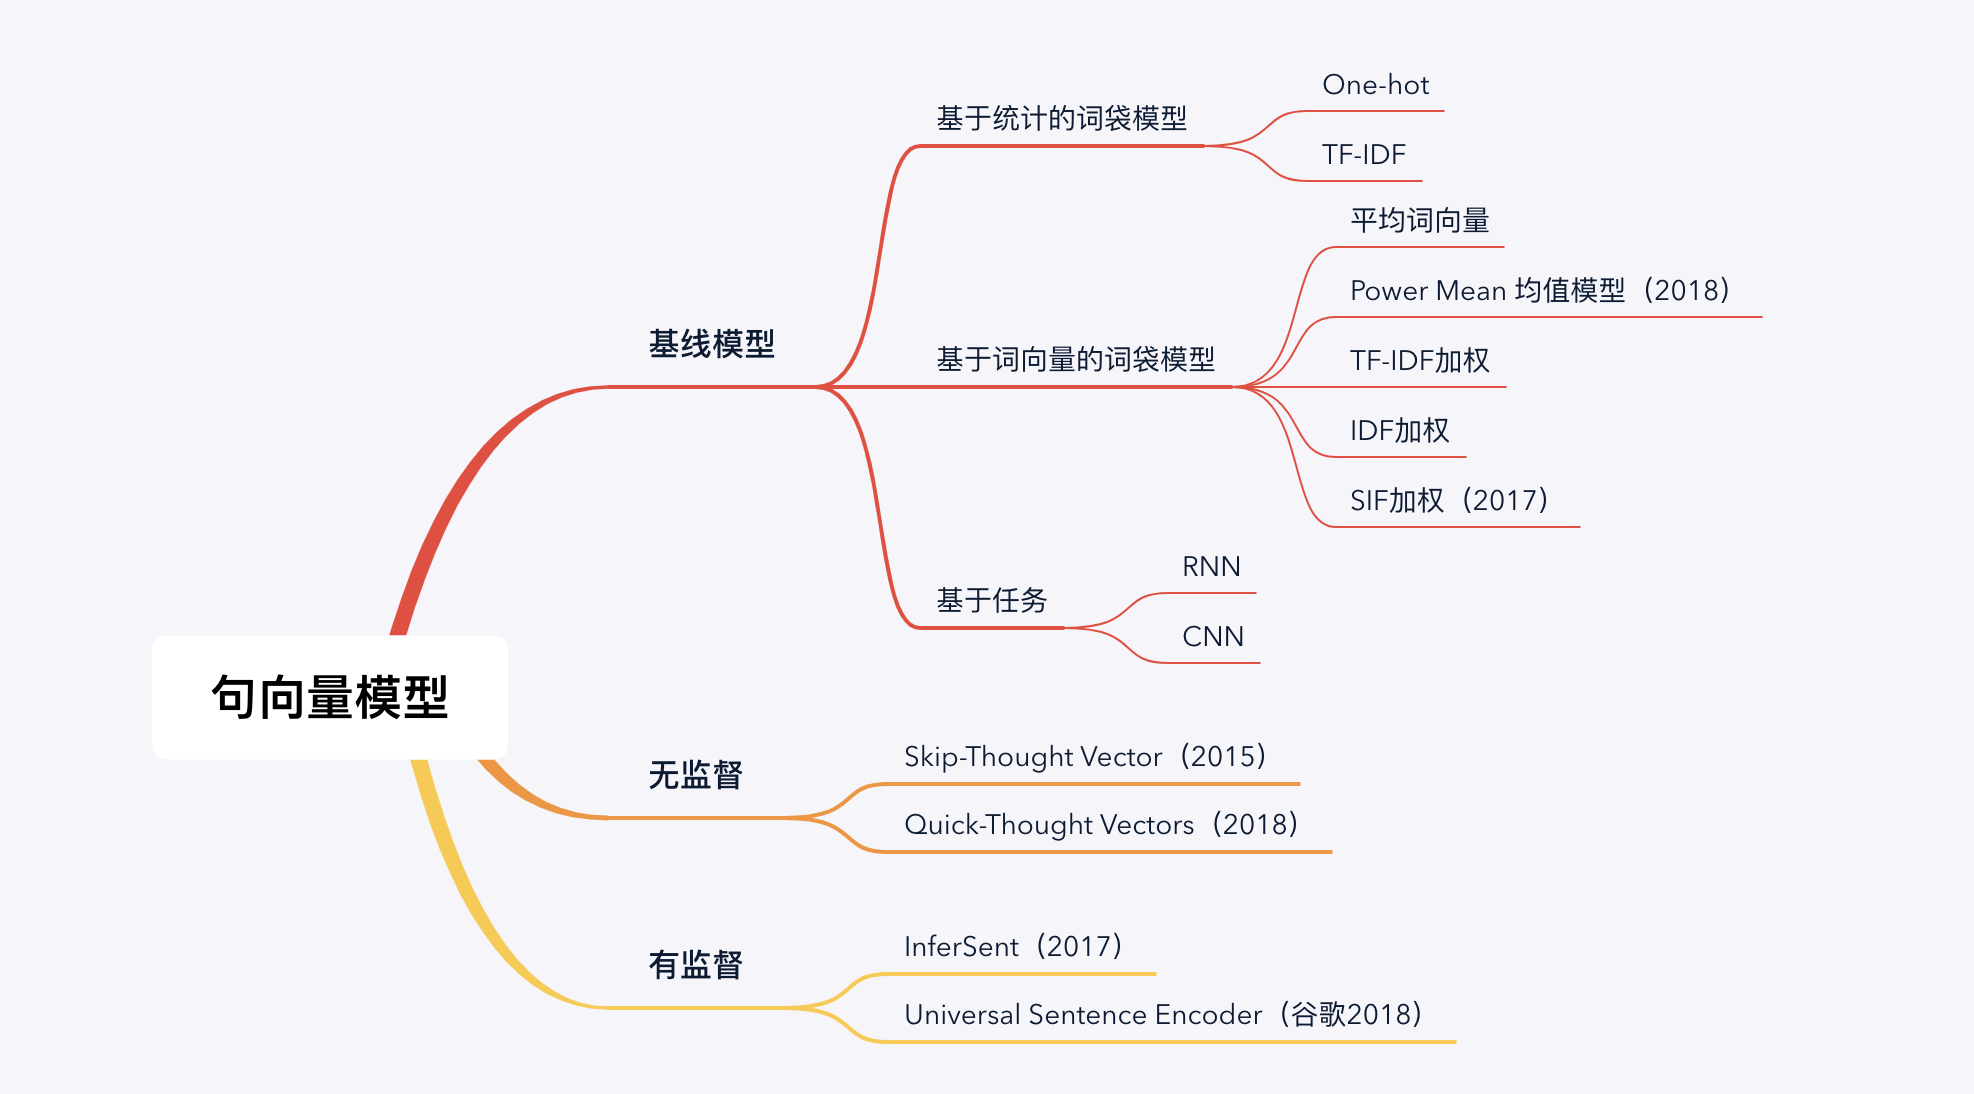 句向量模型
基线模型
基于统计的词袋模型
One-hot
TF-IDF
基于词向量的词袋模型
平均词向量
Power Mean 均值模型（2018）
TF-IDF加权
IDF加权
SIF加权（2017）
基于任务
RNN
CNN
无监督
Skip-Thought Vector（2015）
Quick-Thought Vectors（2018）
有监督
InferSent（2017）
Universal Sentence Encoder（谷歌2018）